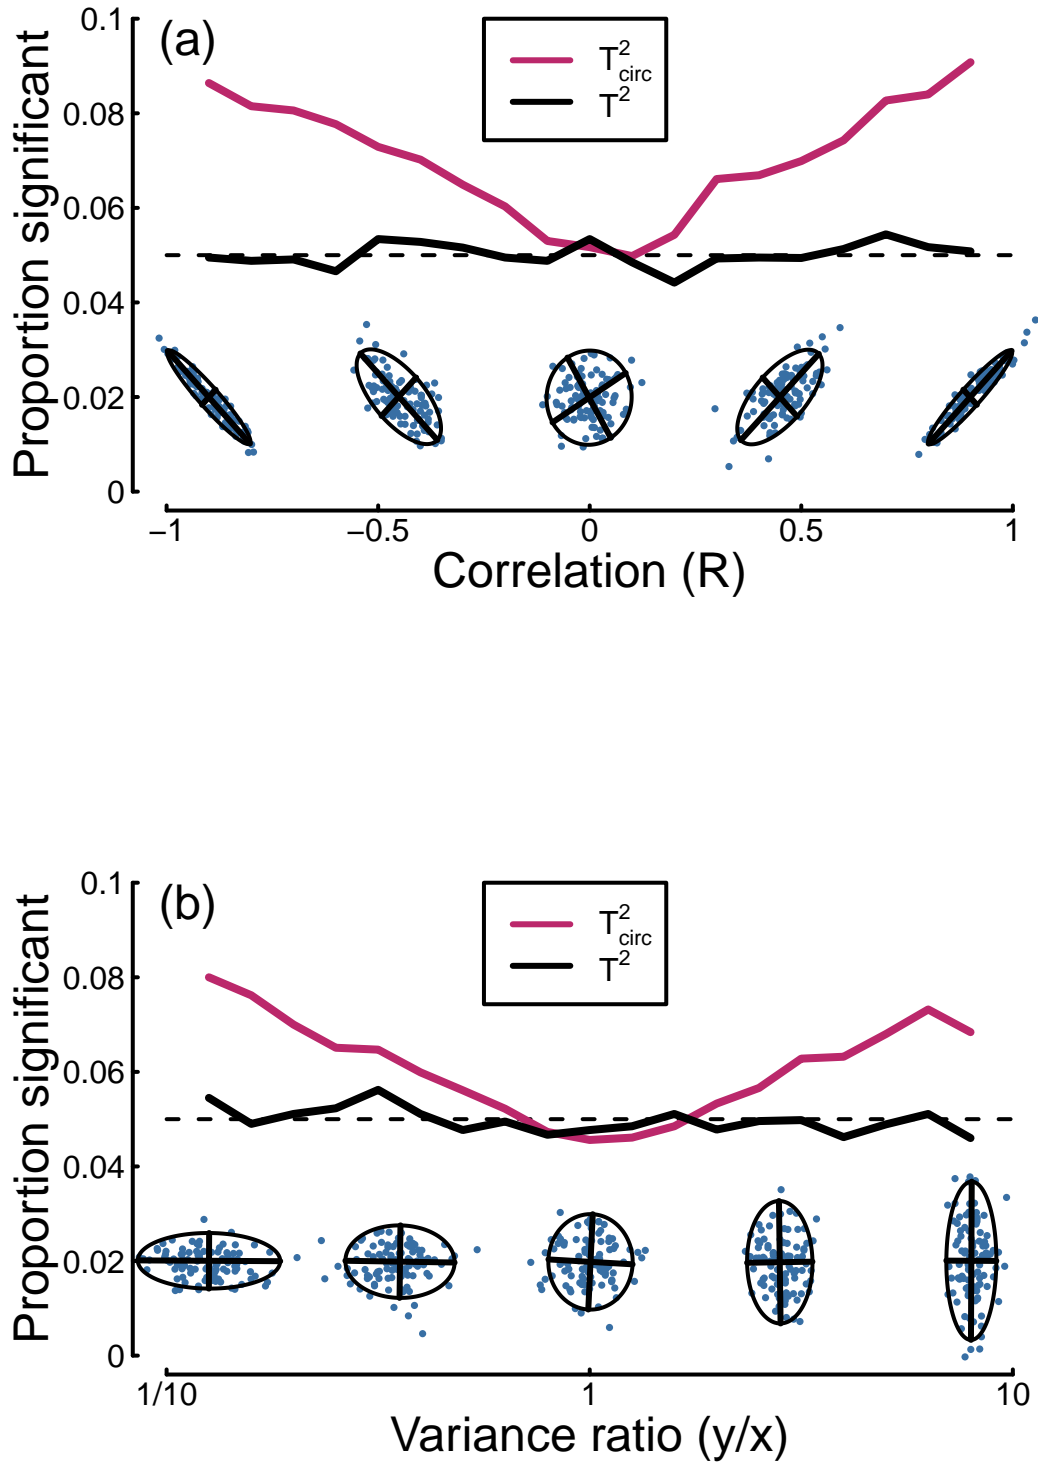 (a)
T²circ
T²
Proportion significant
0.1
0.08
0.06
0.04
0.02
0
−1
−0.5
0
0.5
1
Correlation (R)
(b)
T²circ
T²
Proportion significant
0.1
0.08
0.06
0.04
0.02
0
1/10
1
10
Variance ratio (y/x)